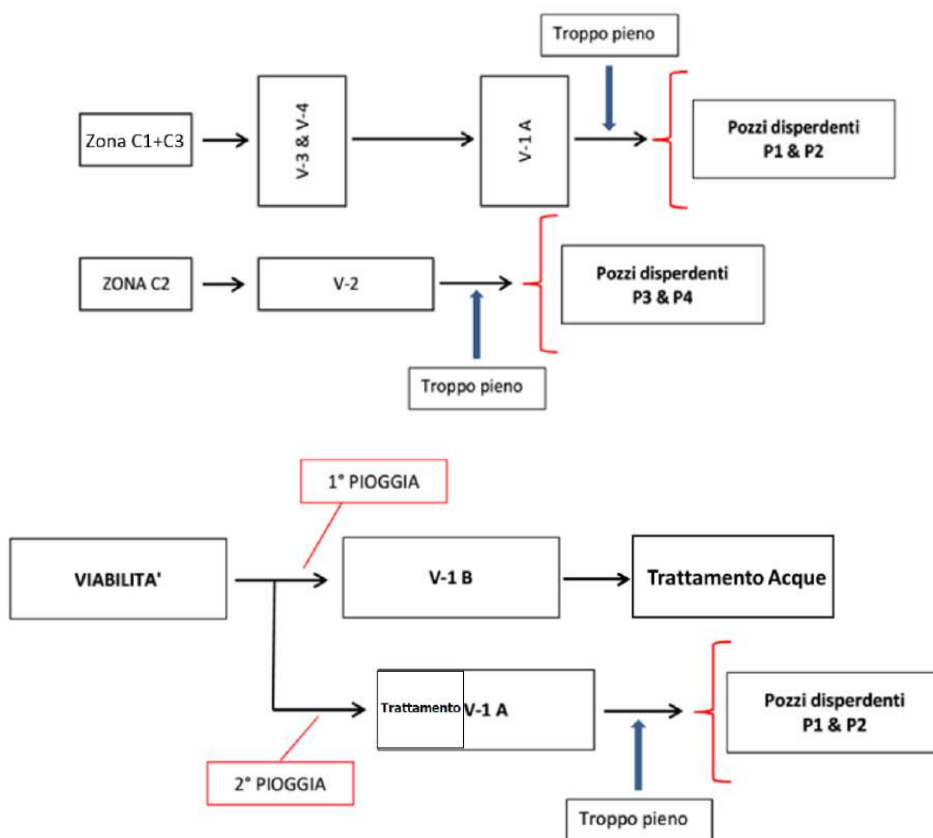 Troppo pieno
Zona C1+C3
V-3 & V-4
V-1 A
Pozzi disperdenti
P1 & P2
ZONA C2
V-2
Pozzi disperdenti
P3 & P4
Troppo pieno
1° PIOGGIA
VIABILITA'
V-1 B
Trattamento Acque
Trattamento
V-1 A
Pozzi disperdenti
P1 & P2
2° PIOGGIA
Troppo pieno